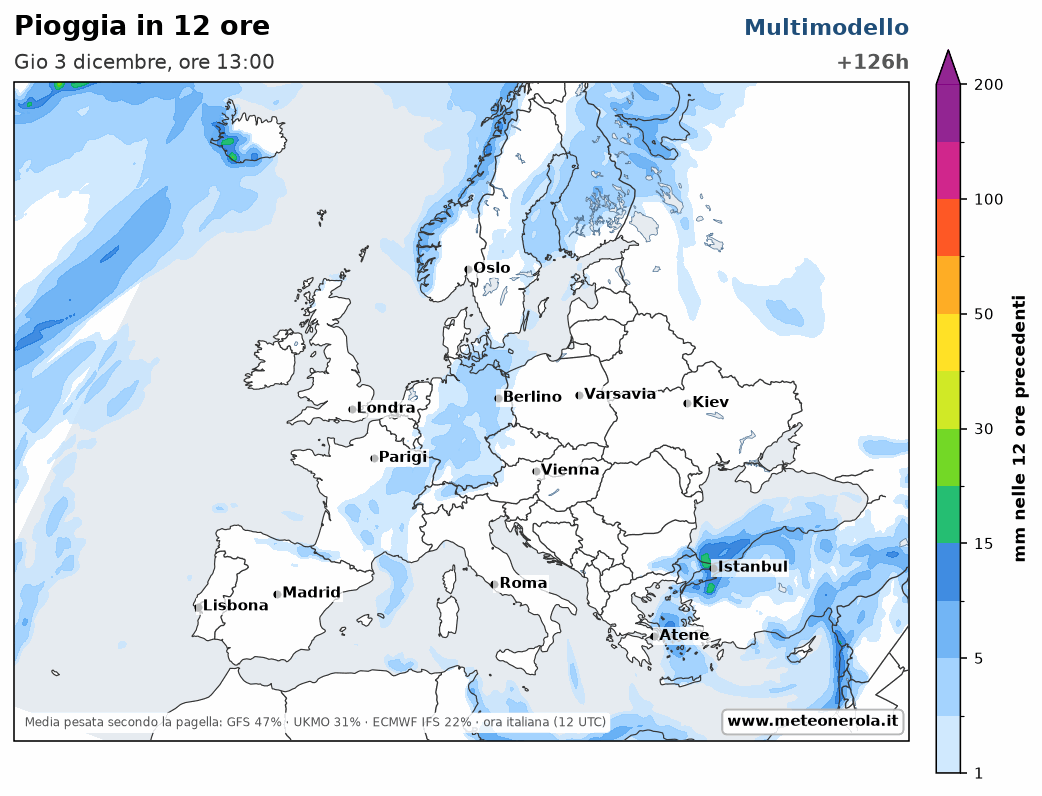 Pioggia in 12 ore
Multimodello
Gio 3 dicembre, ore 13:00
+126h
200
100
50
30
15
5
1
mm nelle 12 ore precedenti
Oslo
Berlino
Varsavia
Kiev
Londra
Parigi
Vienna
Istanbul
Roma
Madrid
Lisbona
Atene
Media pesata secondo la pagella: GFS 47% · UKMO 31% · ECMWF IFS 22% · ora italiana (12 UTC)
www.meteonerola.it